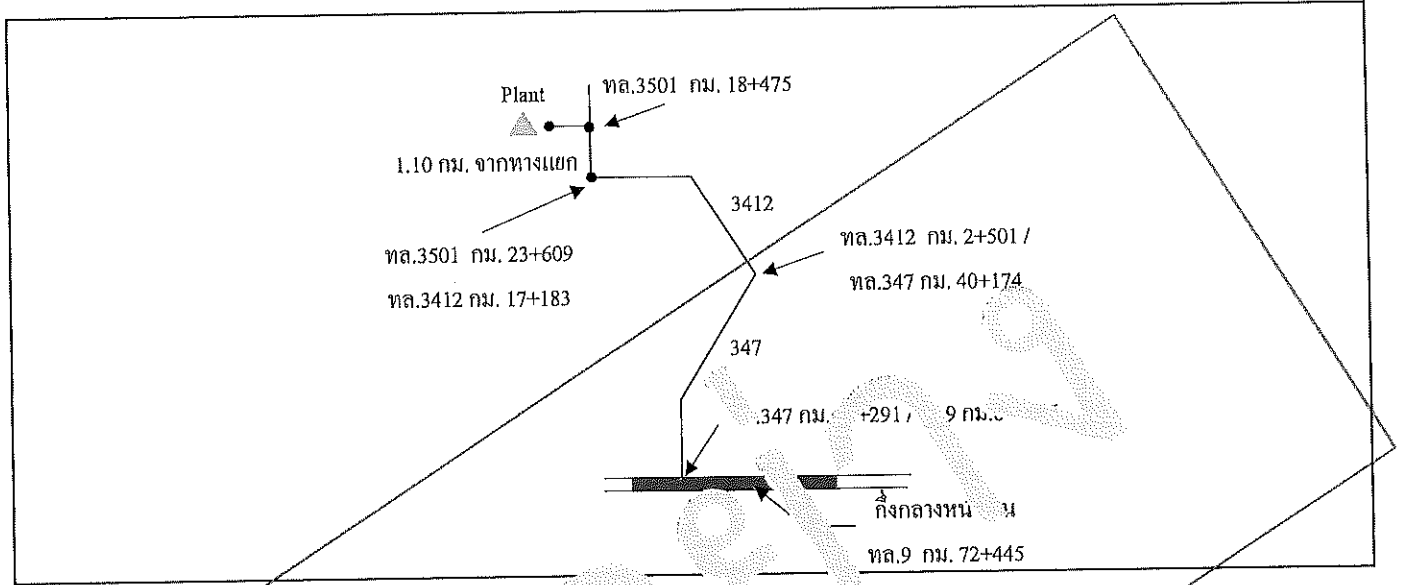 Plant
ทล.3501 กม. 18+475
1.10 กม. จากทางแยก
3412
ทล.3501 กม. 23+609
ทล.3412 กม. 17+183
ทล.3412 กม. 2+501 /
ทล.347 กม. 40+174
347
.347 กม. +291 / 9 กม.
กึ่งกลาง
ทล.9 กม. 72+445